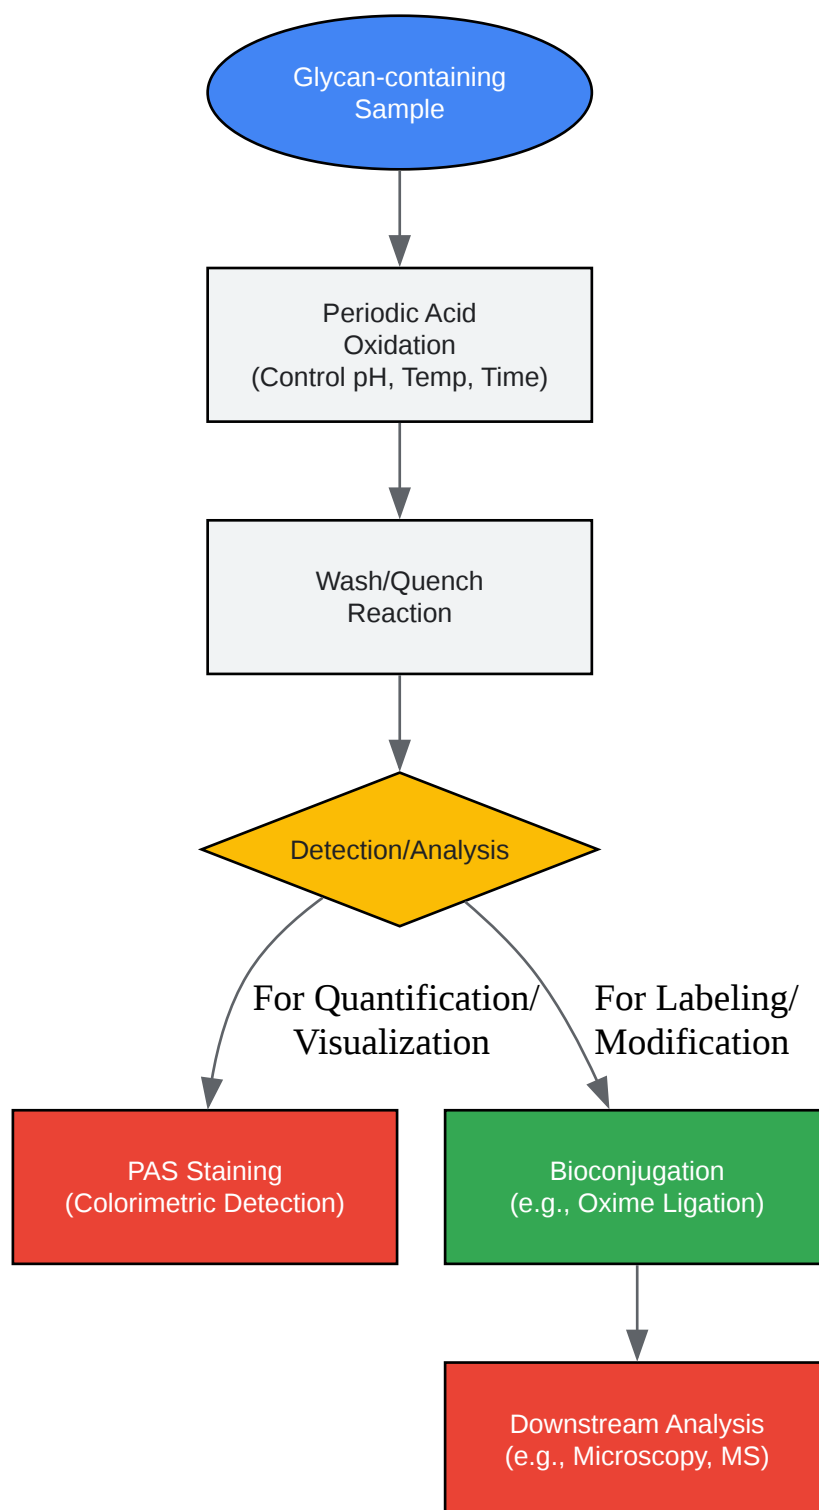 Glycan-containing
Sample
Periodic Acid
Oxidation
(Control pH, Temp, Time)
Wash/Quench
Reaction
Detection/Analysis
For Quantification/
Visualization
For Labeling/
Modification
PAS Staining
(Colorimetric Detection)
Bioconjugation
(e.g., Oxime Ligation)
Downstream Analysis
(e.g., Microscopy, MS)